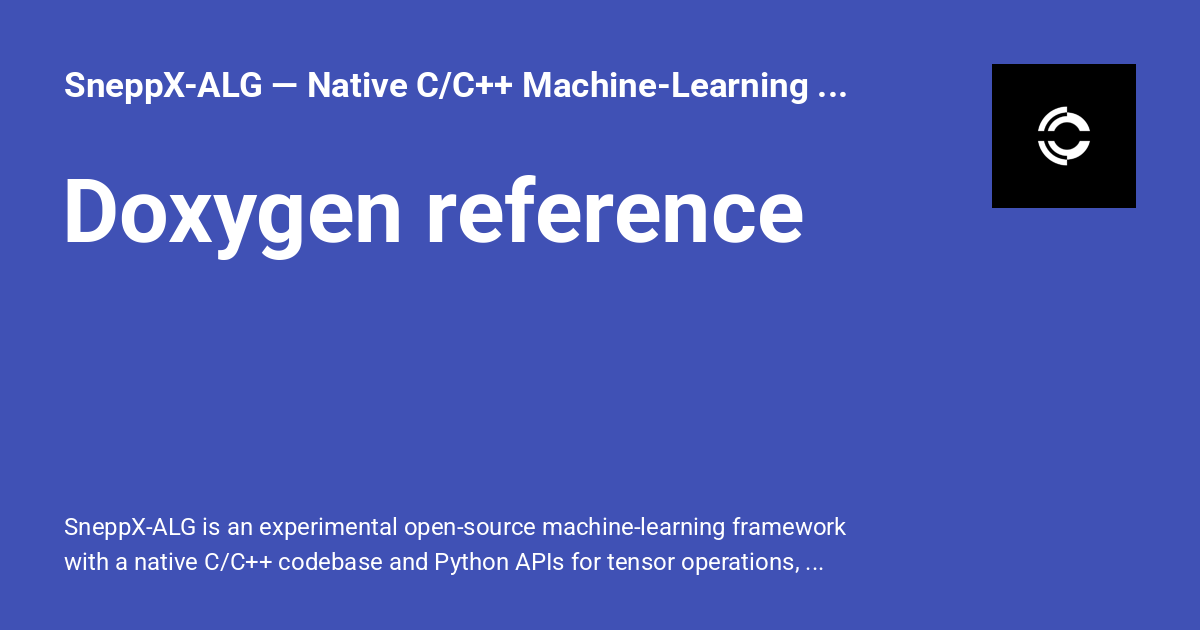 SneppX-ALG — Native C/C++ Machine-Learning ...
Doxygen reference
SneppX-ALG is an experimental open-source machine-learning framework
with a native C/C++ codebase and Python APIs for tensor operations, ...